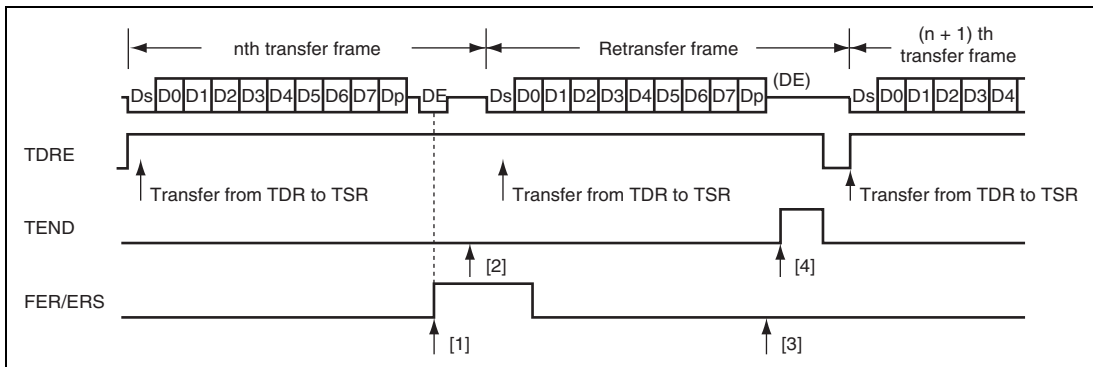 nth transfer frame
Retransfer frame
(n + 1) th
transfer frame
Ds D0 D1 D2 D3 D4 D5 D6 D7 Dp DE
Ds D0 D1 D2 D3 D4 D5 D6 D7 Dp (DE)
Ds D0 D1 D2 D3 D4
TDRE
Transfer from TDR to TSR
Transfer from TDR to TSR
Transfer from TDR to TSR
TEND
[2]
[4]
FER/ERS
[1]
[3]